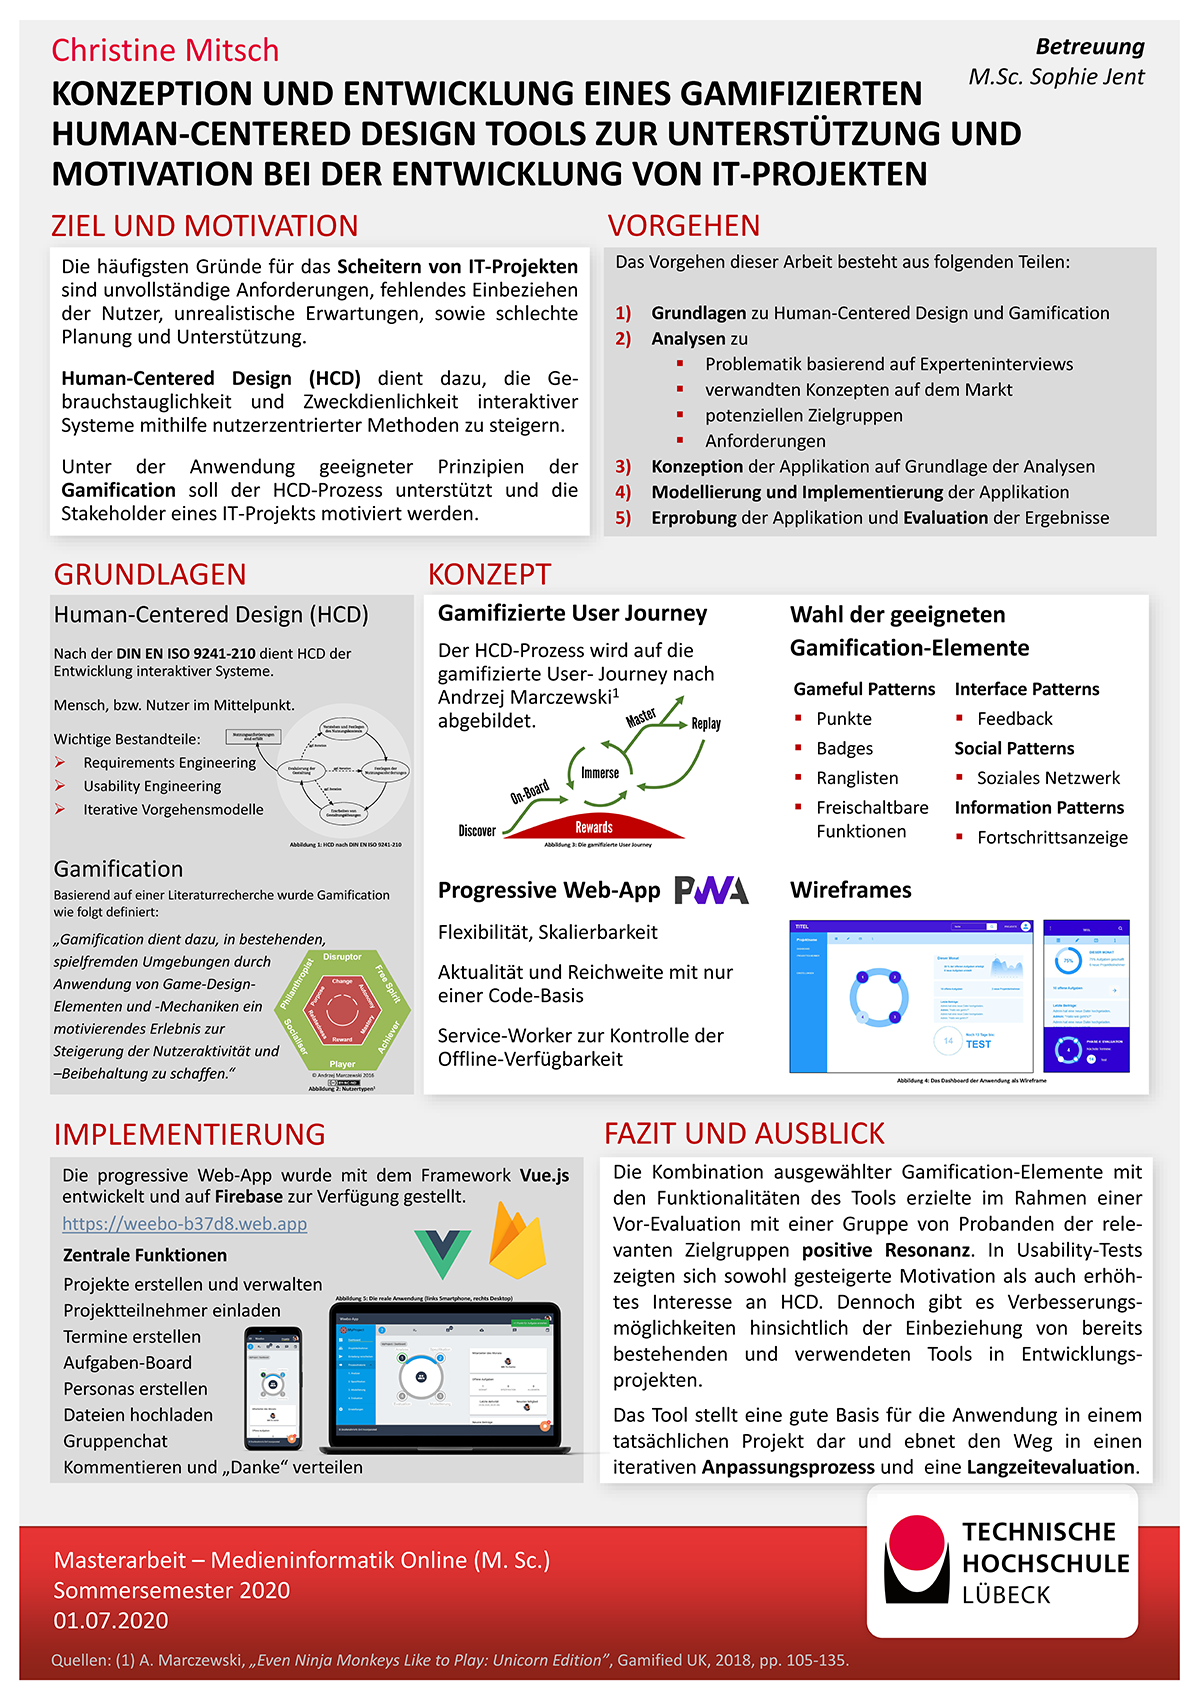 Christine Mitsch
Betreuung
M.Sc. Sophie Jent
KONZEPTION UND ENTWICKLUNG EINES GAMIFIZIERTEN
HUMAN-CENTERED DESIGN TOOLS ZUR UNTERSTÜTZUNG UND
MOTIVATION BEI DER ENTWICKLUNG VON IT-PROJEKTEN
ZIEL UND MOTIVATION
Die häufigsten Gründe für das Scheitern von IT-Projekten
sind unvollständige Anforderungen, fehlendes Einbeziehen
der Nutzer, unrealistische Erwartungen, sowie schlechte
Planung und Unterstützung.
Human-Centered Design (HCD) dient dazu, die Ge-
brauchstauglichkeit und Zweckdienlichkeit interaktiver
Systeme mithilfe nutzerzentrierter Methoden zu steigern.
Unter der Anwendung geeigneter Prinzipien der
Gamification soll der HCD-Prozess unterstützt und die
Stakeholder eines IT-Projekts motiviert werden.
VORGEHEN
Das Vorgehen dieser Arbeit besteht aus folgenden Teilen:
1) Grundlagen zu Human-Centered Design und Gamification
2) Analysen zu
▪ Problematik basierend auf Experteninterviews
▪ verwandten Konzepten auf dem Markt
▪ potenziellen Zielgruppen
▪ Anforderungen
3) Konzeption der Applikation auf Grundlage der Analysen
4) Modellierung und Implementierung der Applikation
5) Erprobung der Applikation und Evaluation der Ergebnisse
GRUNDLAGEN
Human-Centered Design (HCD)
Nach der DIN EN ISO 9241-210 dient HCD der
Entwicklung interaktiver Systeme.
Mensch, bzw. Nutzer im Mittelpunkt.
Wichtige Bestandteile:
Requirements Engineering
Usability Engineering
Iterative Vorgehensmodelle
Abbildung 1: HCD nach DIN EN ISO 9241-210
Gamification
Basierend auf einer Literaturrecherche wurde Gamification
wie folgt definiert:
„Gamification dient dazu, in bestehenden,
spielfremden Umgebungen durch
Anwendung von Game-Design-
Elementen und -Mechaniken ein
motivierendes Erlebnis zur
Steigerung der Nutzeraktivität und
–Beibehaltung zu schaffen.“
Disruptor
Free Spirit
Achiever
Player
Socialiser
Philanthropist
Change
Autonomy
Mastery
Reward
Relatedness
Purpose
© Andrzej Marczewski 2016
Abbildung 2: Nutzertypen¹
KONZEPT
Gamifizierte User Journey
Der HCD-Prozess wird auf die
gamifizierte User- Journey nach
Andrzej Marczewski¹
abgebildet.
Master
Replay
Immerse
On-Board
Discover
Rewards
Abbildung 3: Die gamifizierte User Journey
Wahl der geeigneten
Gamification-Elemente
Gameful Patterns
▪ Punkte
▪ Badges
▪ Ranglisten
▪ Freischaltbare
Funktionen
Interface Patterns
▪ Feedback
Social Patterns
▪ Soziales Netzwerk
Information Patterns
▪ Fortschrittsanzeige
Progressive Web-App PWA
Flexibilität, Skalierbarkeit
Aktualität und Reichweite mit nur
einer Code-Basis
Service-Worker zur Kontrolle der
Offline-Verfügbarkeit
Wireframes
TITEL
14
TEST
75%
Abbildung 4: Das Dashboard der Anwendung als Wireframe
IMPLEMENTIERUNG
Die progressive Web-App wurde mit dem Framework Vue.js
entwickelt und auf Firebase zur Verfügung gestellt.
https://weebo-b37d8.web.app
Zentrale Funktionen
Projekte erstellen und verwalten
Projektteilnehmer einladen
Termine erstellen
Aufgaben-Board
Personas erstellen
Dateien hochladen
Gruppenchat
Kommentieren und „Danke“ verteilen
Abbildung 5: Die reale Anwendung (links Smartphone, rechts Desktop)
FAZIT UND AUSBLICK
Die Kombination ausgewählter Gamification-Elemente mit
den Funktionalitäten des Tools erzielte im Rahmen einer
Vor-Evaluation mit einer Gruppe von Probanden der rele-
vanten Zielgruppen positive Resonanz. In Usability-Tests
zeigten sich sowohl gesteigerte Motivation als auch erhöh-
tes Interesse an HCD. Dennoch gibt es Verbesserungs-
möglichkeiten hinsichtlich der Einbeziehung von bereits
bestehenden und verwendeten Tools in Entwicklungs-
projekten.
Das Tool stellt eine gute Basis für die Anwendung in einem
tatsächlichen Projekt dar und ebnet den Weg in einen
iterativen Anpassungsprozess und eine Langzeitevaluation.
Masterarbeit – Medieninformatik Online (M. Sc.)
Sommersemester 2020
01.07.2020
TECHNISCHE
HOCHSCHULE
LÜBECK
Quellen: (1) A. Marczewski, „Even Ninja Monkeys Like to Play: Unicorn Edition”, Gamified UK, 2018, pp. 105-135.